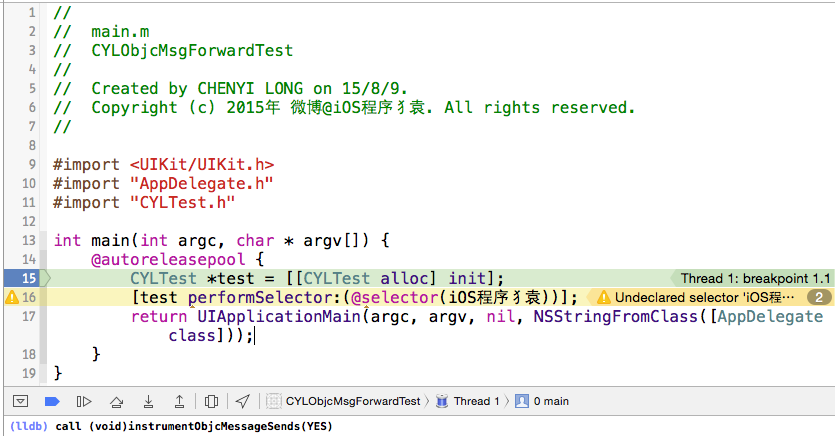 1 //
2 // main.m
3 // CYLObjcMsgForwardTest
4 //
5 // Created by CHENYI LONG on 15/8/9.
6 // Copyright (c) 2015年 微博@iOS程序犭袁. All rights reserved.
7 //
8
9 #import <UIKit/UIKit.h>
10 #import "AppDelegate.h"
11 #import "CYLTest.h"
12
13 int main(int argc, char * argv[]) {
14 @autoreleasepool {
15 CYLTest *test = [[CYLTest alloc] init]; Thread 1: breakpoint 1.1
16 [test performSelector:(@selector(iOS程序犭袁))]; Undeclared selector 'iOS程… 2
17 return UIApplicationMain(argc, argv, nil, NSStringFromClass([AppDelegate
class]));
18 }
19 }
CYLObjcMsgForwardTest Thread 1 0 main
(lldb) call (void)instrumentObjcMessageSends(YES)